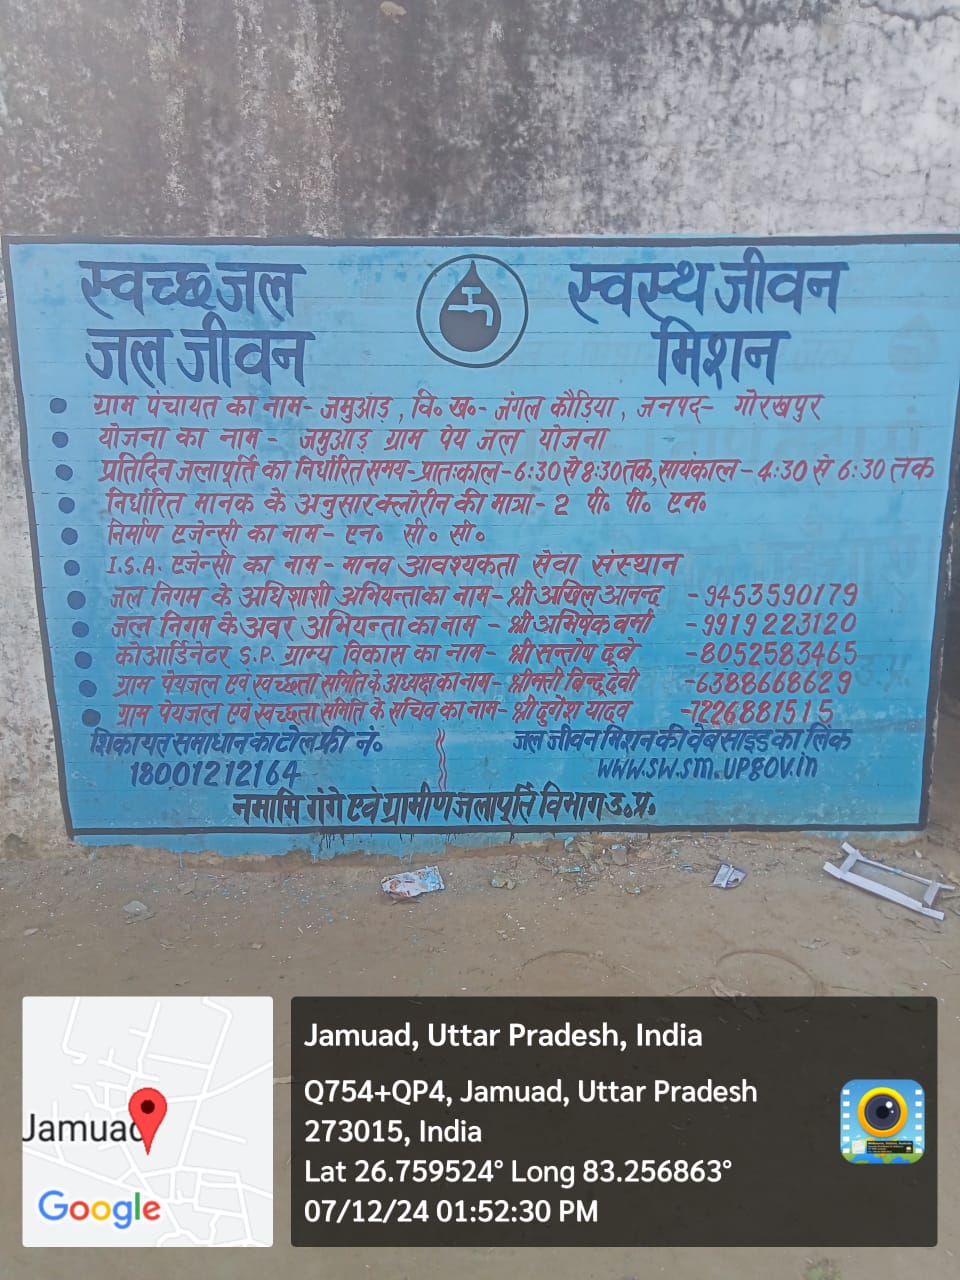 स्वच्छ जल स्वस्थ जीवन
जल जीवन मिशन
ग्राम पंचायत का नाम- जमुआड़, वि० ख०- जंगल कौड़िया, जनपद- गोरखपुर
योजना का नाम- जमुआड़ ग्राम पेय जल योजना
प्रतिदिन जलापूर्ति का निर्धारित समय-प्रातःकाल-6:30 से 8:30 तक, सायंकाल-4:30 से 6:30 तक
निर्धारित मानक के अनुसार क्लोरीन की मात्रा- 2 पी० पी० एम०
निर्माण एजेन्सी का नाम- एन० सी० सी०
I.S.A. एजेन्सी का नाम- मानव आवश्यकता सेवा संस्थान
जल निगम के अधिशाशी अभियन्ता का नाम- श्री अखिल आनन्द -9453590179
जल निगम के अवर अभियन्ता का नाम - श्री अभिषेक वर्मा -9919223120
कोआर्डिनेटर S.P. ग्राम्य विकास का नाम- श्री सन्तोष दूबे -8052583465
ग्राम पेयजल एवं स्वच्छता समिति के अध्यक्ष का नाम- श्रीमती बिन्दू देवी -6388668629
ग्राम पेयजल एवं स्वच्छता समिति के सचिव का नाम- श्री दुर्गेश यादव -7226881515
शिकायत समाधान का टोल फ्री नं० जल जीवन मिशन की वेबसाइड का लिंक
18001212164 www.swsm.upgov.in
नमामि गंगे एवं ग्रामीण जलापूर्ति विभाग उ०प्र०
Jamuad, Uttar Pradesh, India
Q754+QP4, Jamuad, Uttar Pradesh
273015, India
Lat 26.759524° Long 83.256863°
07/12/24 01:52:30 PM
Jamuad
Google